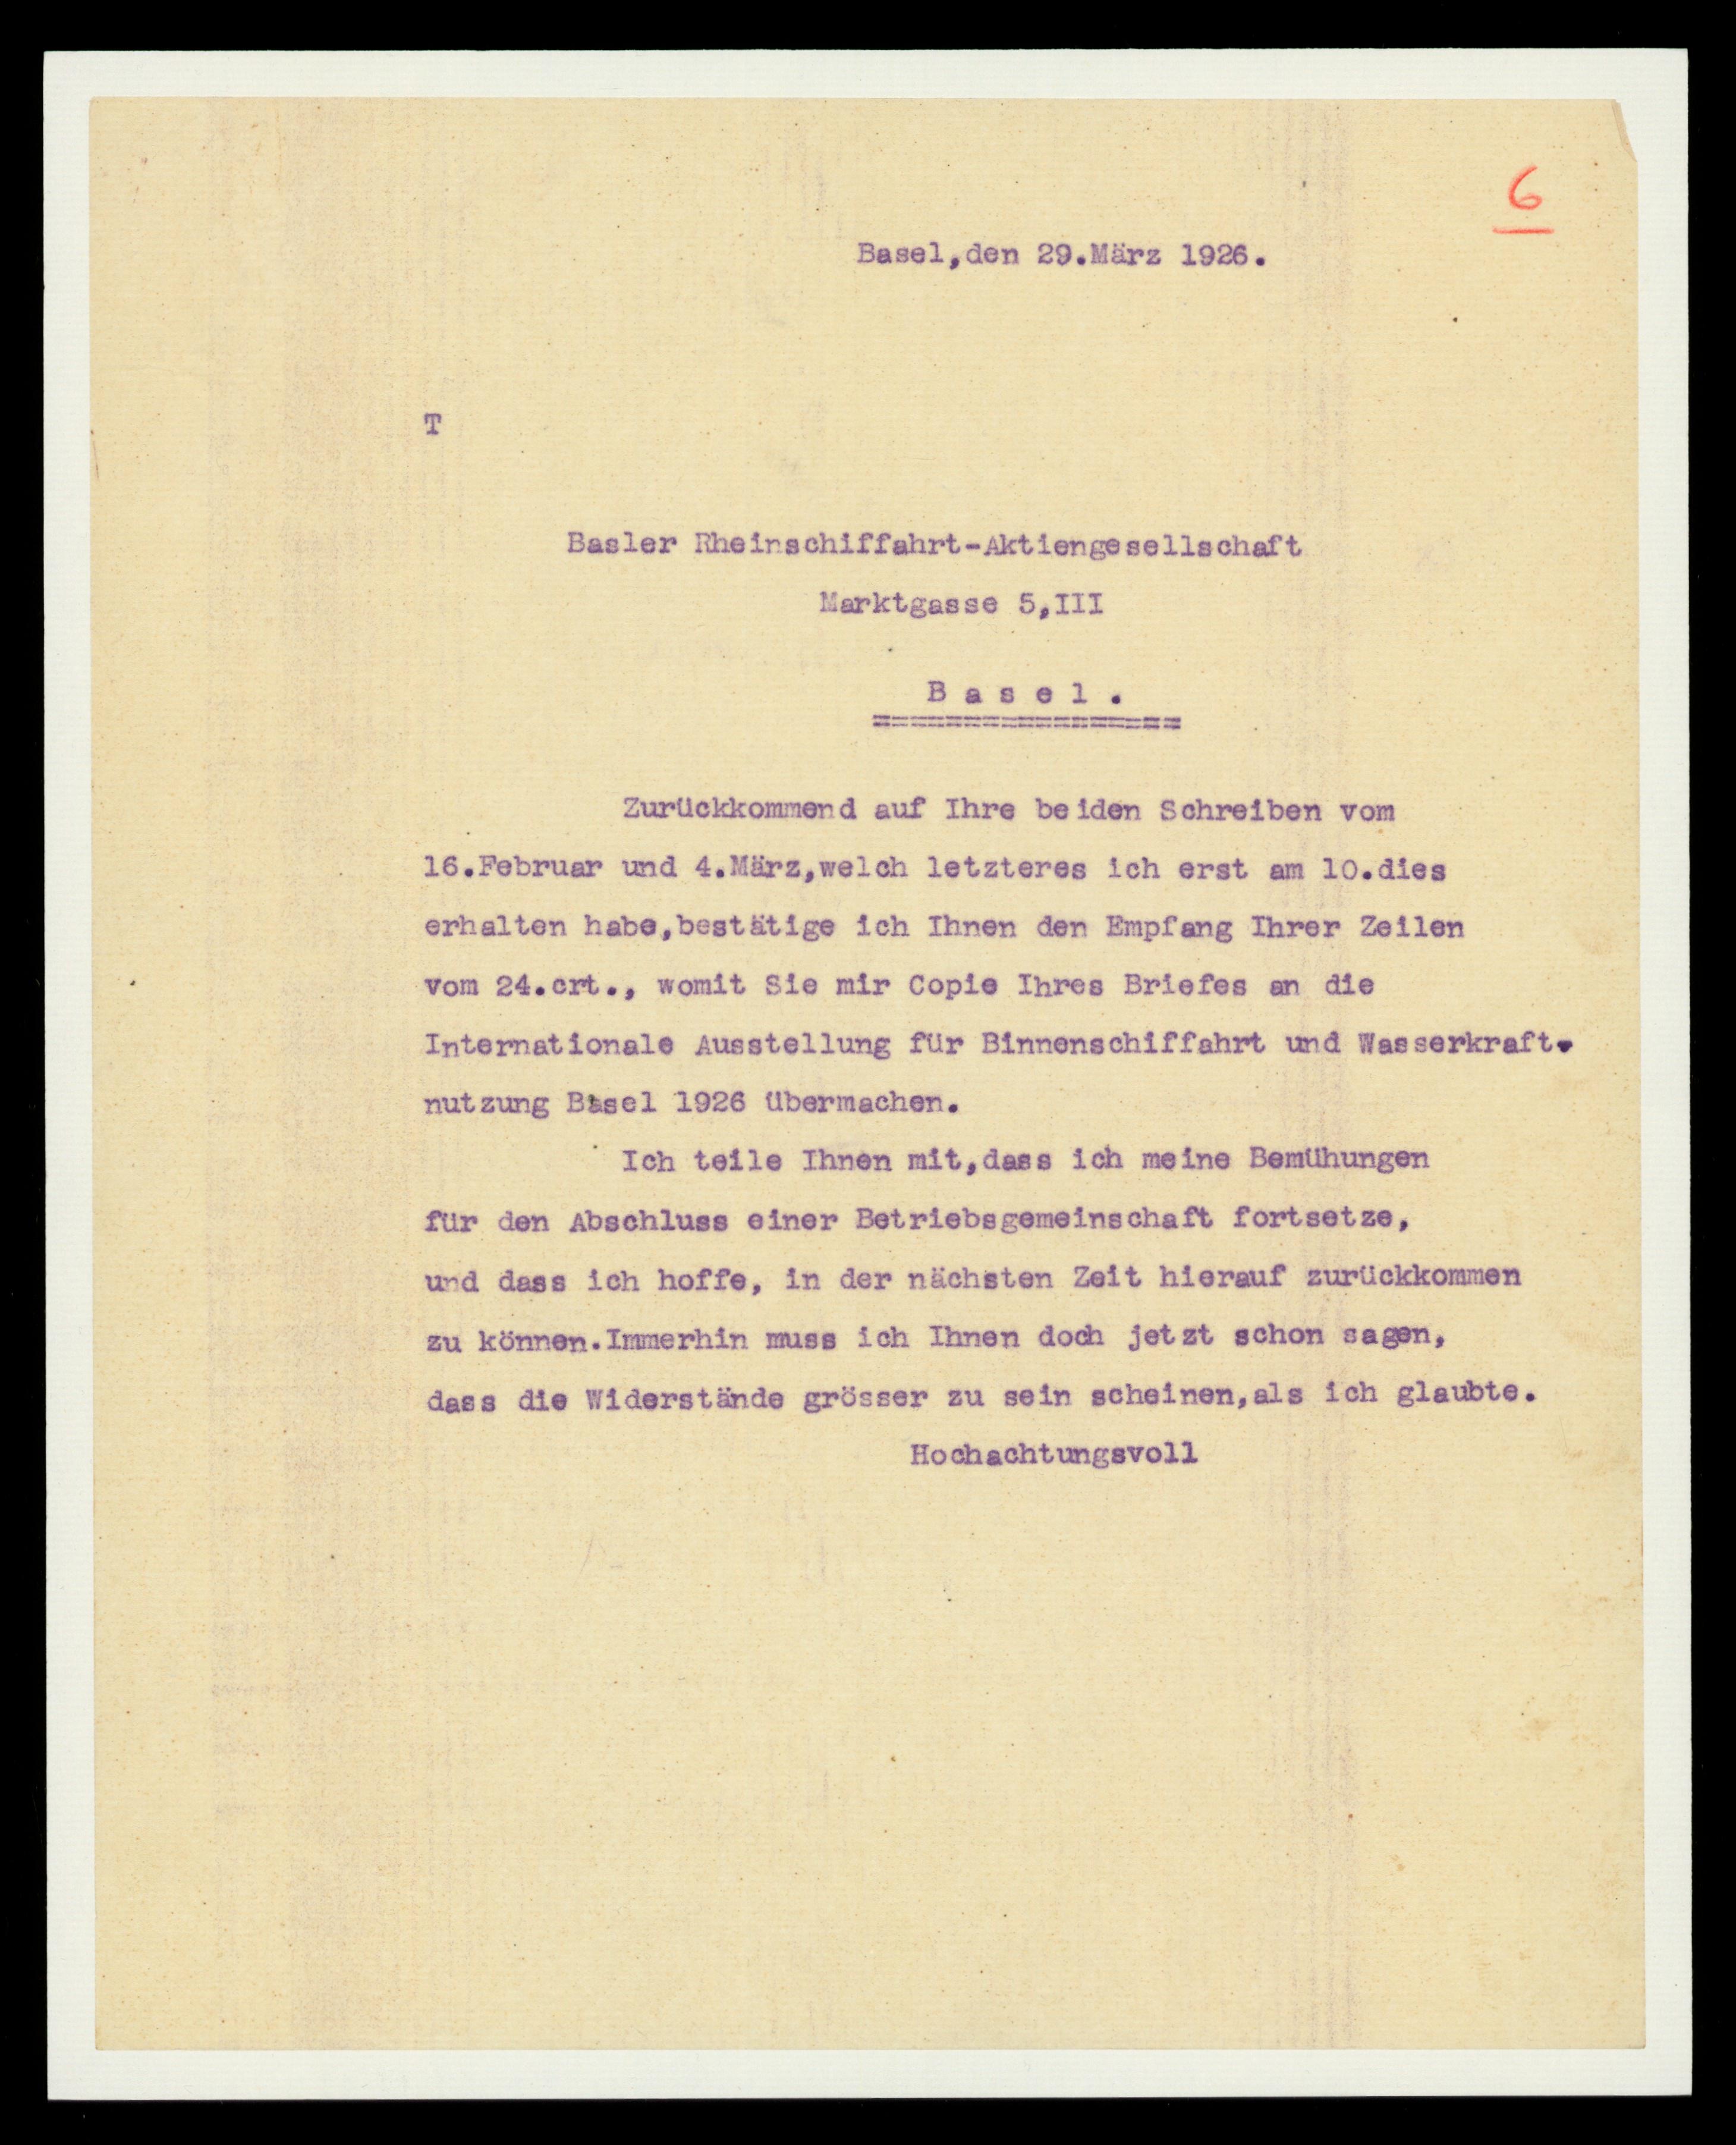 6
Basel,den 29.März 1926.
T
Basler Rheinschiffahrt-Aktiengesellschaft
Marktgasse 5,III
B a s e l .
=================
Zurückkommend auf Ihre beiden Schreiben vom
16.Februar und 4.März,welch letzteres ich erst am 10.dies
erhalten habe,bestätige ich Ihnen den Empfang Ihrer Zeilen
vom 24.crt., womit Sie mir Copie Ihres Briefes an die
Internationale Ausstellung für Binnenschiffahrt und Wasserkraft-
nutzung Basel 1926 übermachen.
Ich teile Ihnen mit,dass ich meine Bemühungen
für den Abschluss einer Betriebsgemeinschaft fortsetze,
und dass ich hoffe, in der nächsten Zeit hierauf zurückkommen
zu können.Immerhin muss ich Ihnen doch jetzt schon sagen,
dass die Widerstände grösser zu sein scheinen,als ich glaubte.
Hochachtungsvoll